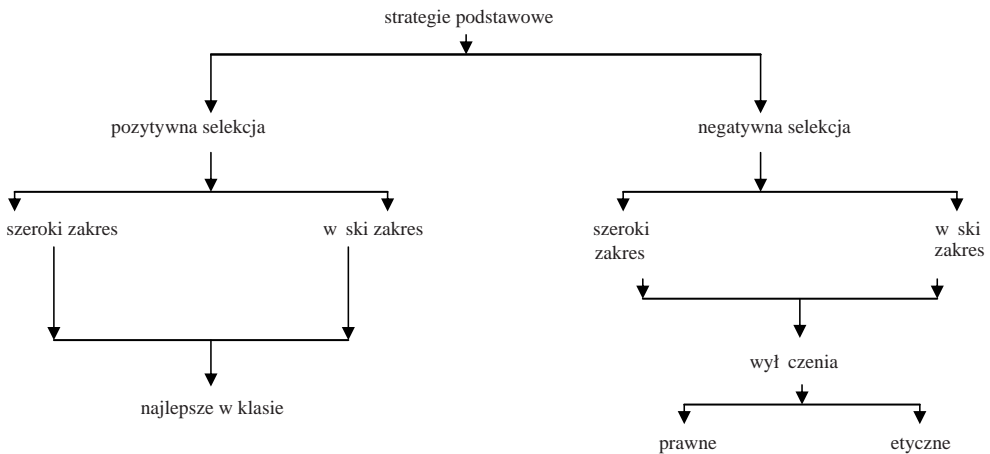 strategie podstawowe
pozytywna selekcja
negatywna selekcja
szeroki zakres
w ski zakres
szeroki
zakres
w ski
zakres
wył czenia
najlepsze w klasie
prawne
etyczne